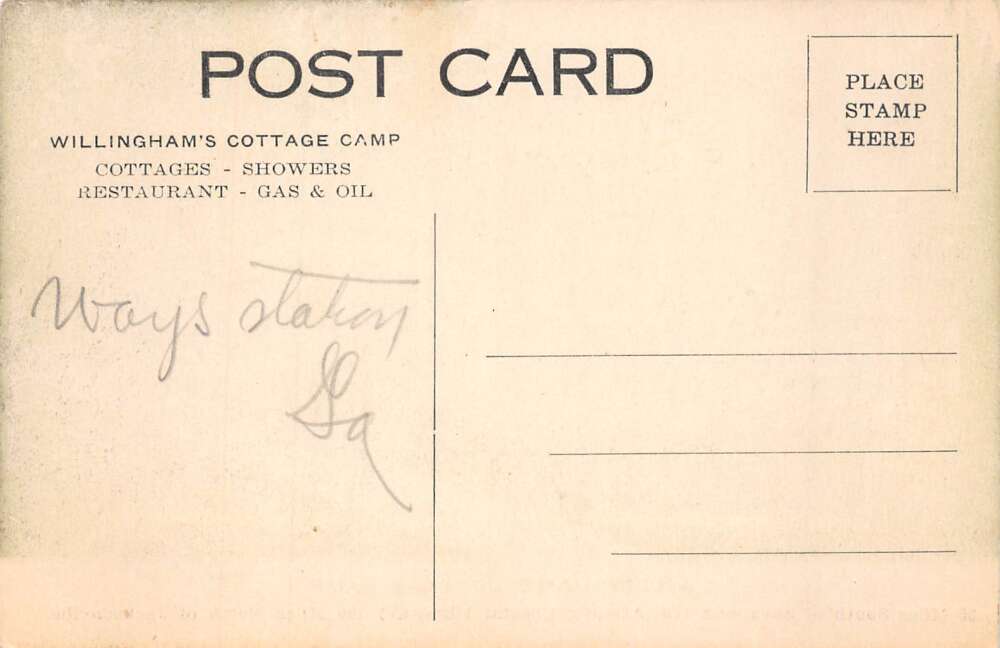 POST CARD
PLACE
STAMP
HERE
WILLINGHAM'S COTTAGE CAMP
COTTAGES - SHOWERS
RESTAURANT - GAS & OIL
Ways station
Ga